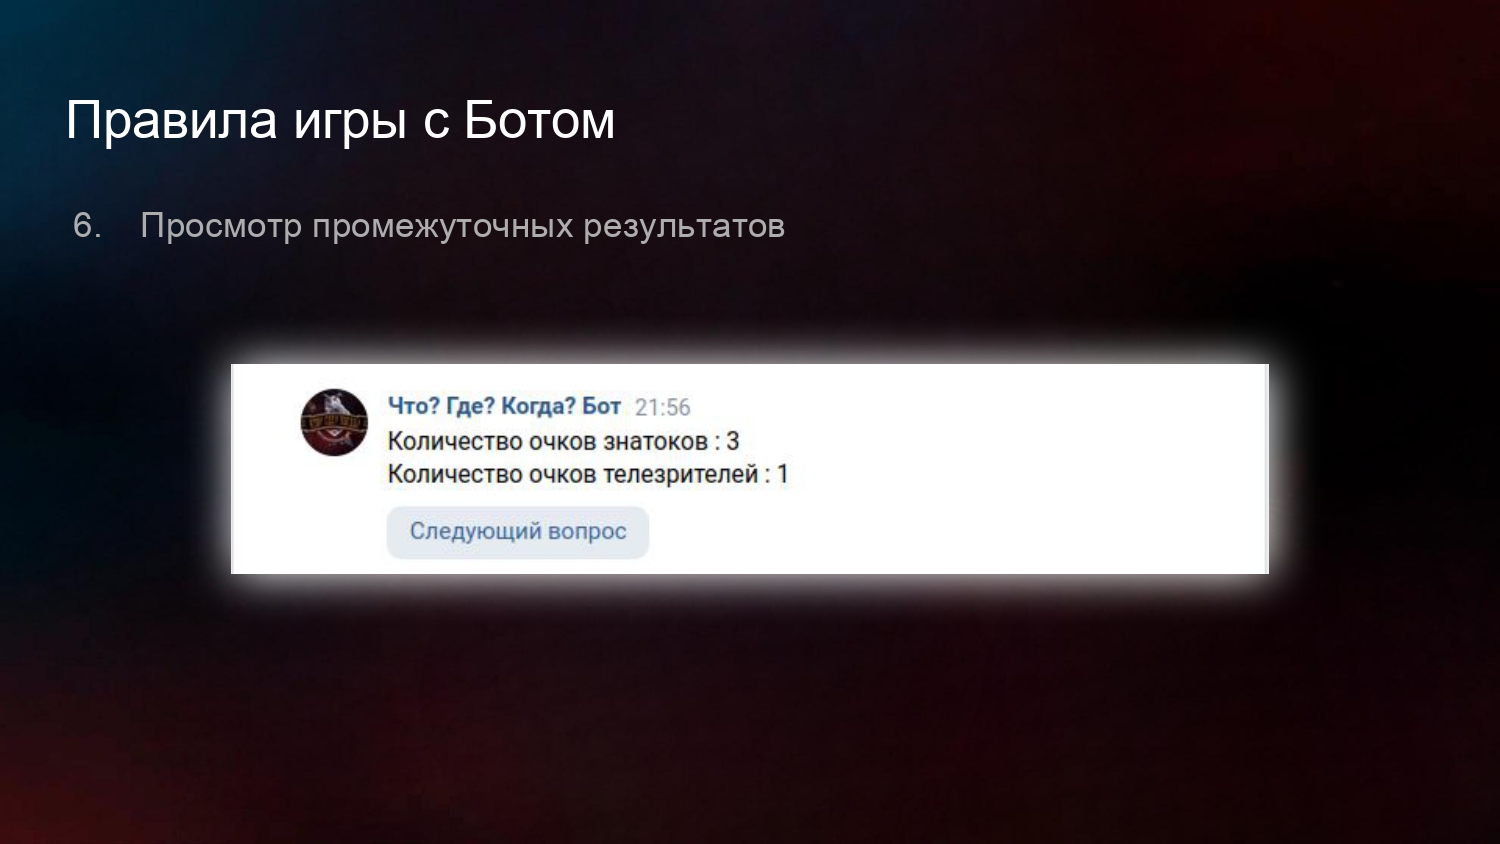 Правила игры с Ботом
6. Просмотр промежуточных результатов
Что? Где? Когда? Бот 21:56
Количество очков знатоков : 3
Количество очков телезрителей : 1
Следующий вопрос